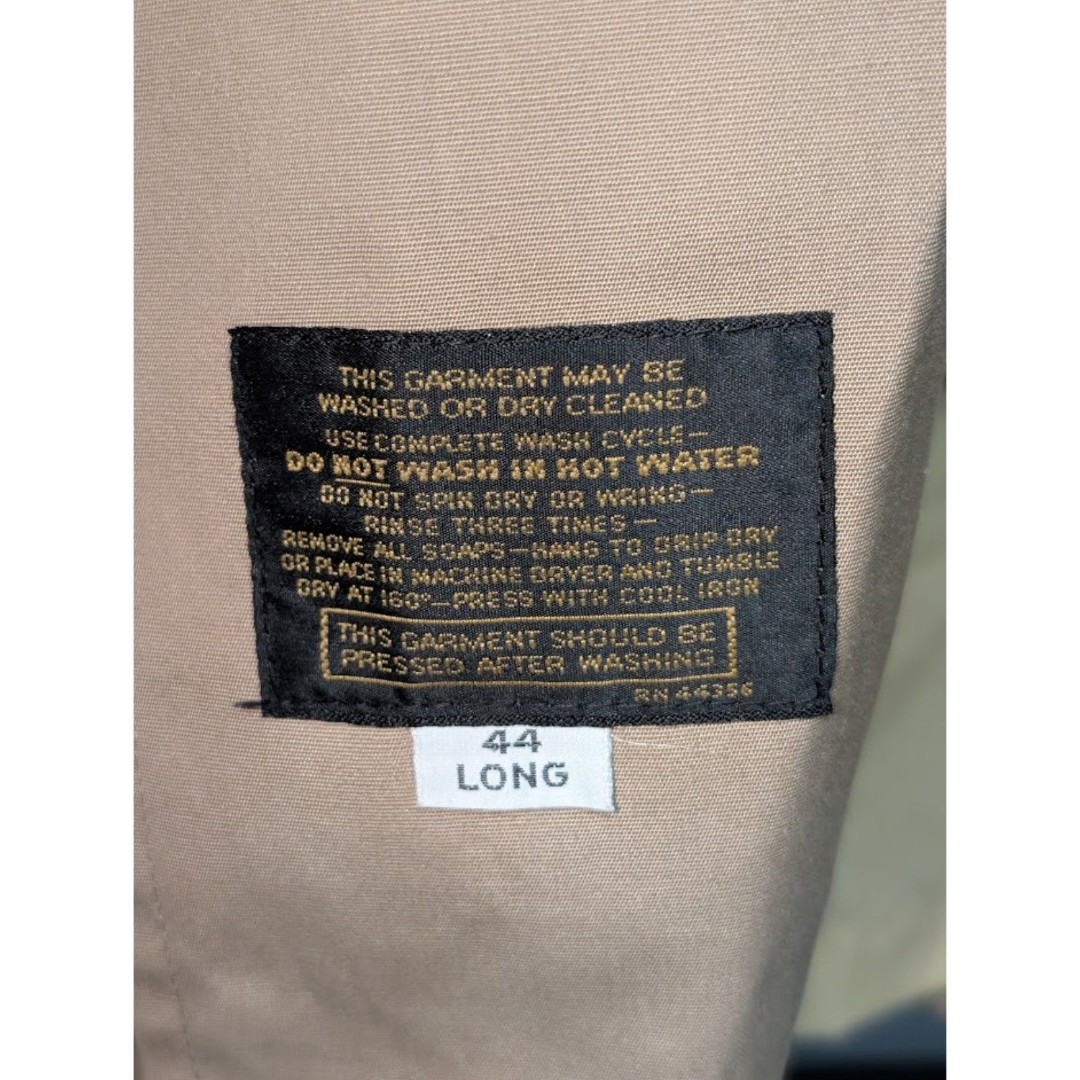 THIS GARMENT MAY BE
WASHED OR DRY CLEANED
USE COMPLETE WASH CYCLE—
DO NOT WASH IN HOT WATER
DO NOT SPIN DRY OR WRING—
RINSE THREE TIMES—
REMOVE ALL SOAPS—HANG TO DRIP DRY
OR PLACE IN MACHINE DRYER AND TUMBLE
DRY AT 160°—PRESS WITH COOL IRON
THIS GARMENT SHOULD BE
PRESSED AFTER WASHING
RN 44356
44
LONG